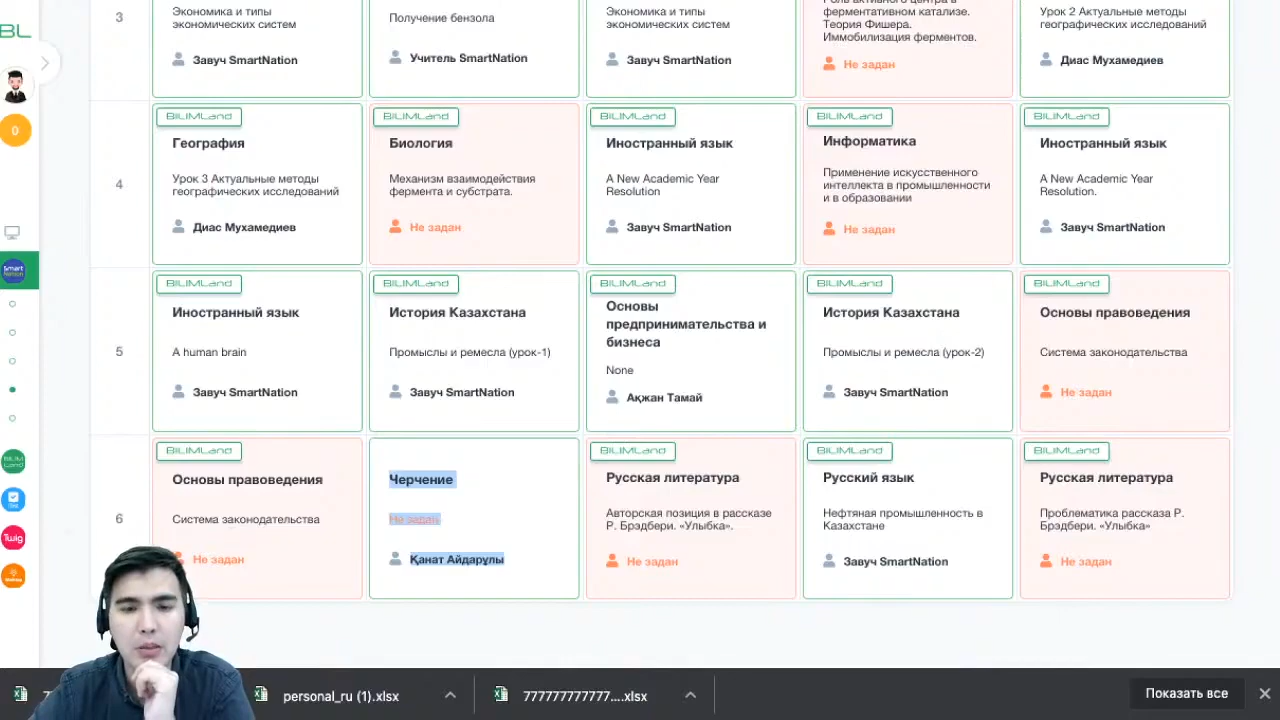 BL
3
Экономика и типы
экономических систем
Завуч SmartNation
Получение бензола
Учитель SmartNation
Экономика и типы
экономических систем
Завуч SmartNation
Роль активного центра в
ферментативном катализе.
Теория Фишера.
Иммобилизация ферментов.
Не задан
Урок 2 Актуальные методы
географических исследований
Диас Мухамедиев
0
4
BILIMLand
География
Урок 3 Актуальные методы
географических исследований
Диас Мухамедиев
BILIMLand
Биология
Механизм взаимодействия
фермента и субстрата.
Не задан
BILIMLand
Иностранный язык
A New Academic Year
Resolution
Завуч SmartNation
BILIMLand
Информатика
Применение искусственного
интеллекта в промышленности
и в образовании
Не задан
BILIMLand
Иностранный язык
A New Academic Year
Resolution.
Завуч SmartNation
Smart
Nation
5
BILIMLand
Иностранный язык
A human brain
Завуч SmartNation
BILIMLand
История Казахстана
Промыслы и ремесла (урок-1)
Завуч SmartNation
BILIMLand
Основы
предпринимательства и
бизнеса
None
Ақжан Тамай
BILIMLand
История Казахстана
Промыслы и ремесла (урок-2)
Завуч SmartNation
BILIMLand
Основы правоведения
Система законодательства
Не задан
6
BILIMLand
Основы правоведения
Система законодательства
Не задан
Черчение
Не задан
Қанат Айдарұлы
BILIMLand
Русская литература
Авторская позиция в рассказе
Р. Брэдбери. «Улыбка».
Не задан
BILIMLand
Русский язык
Нефтяная промышленность в
Казахстане
Завуч SmartNation
BILIMLand
Русская литература
Проблематика рассказа Р.
Брэдбери. «Улыбка»
Не задан
Twig
personal_ru (1).xlsx
777777777777....xlsx
Показать все